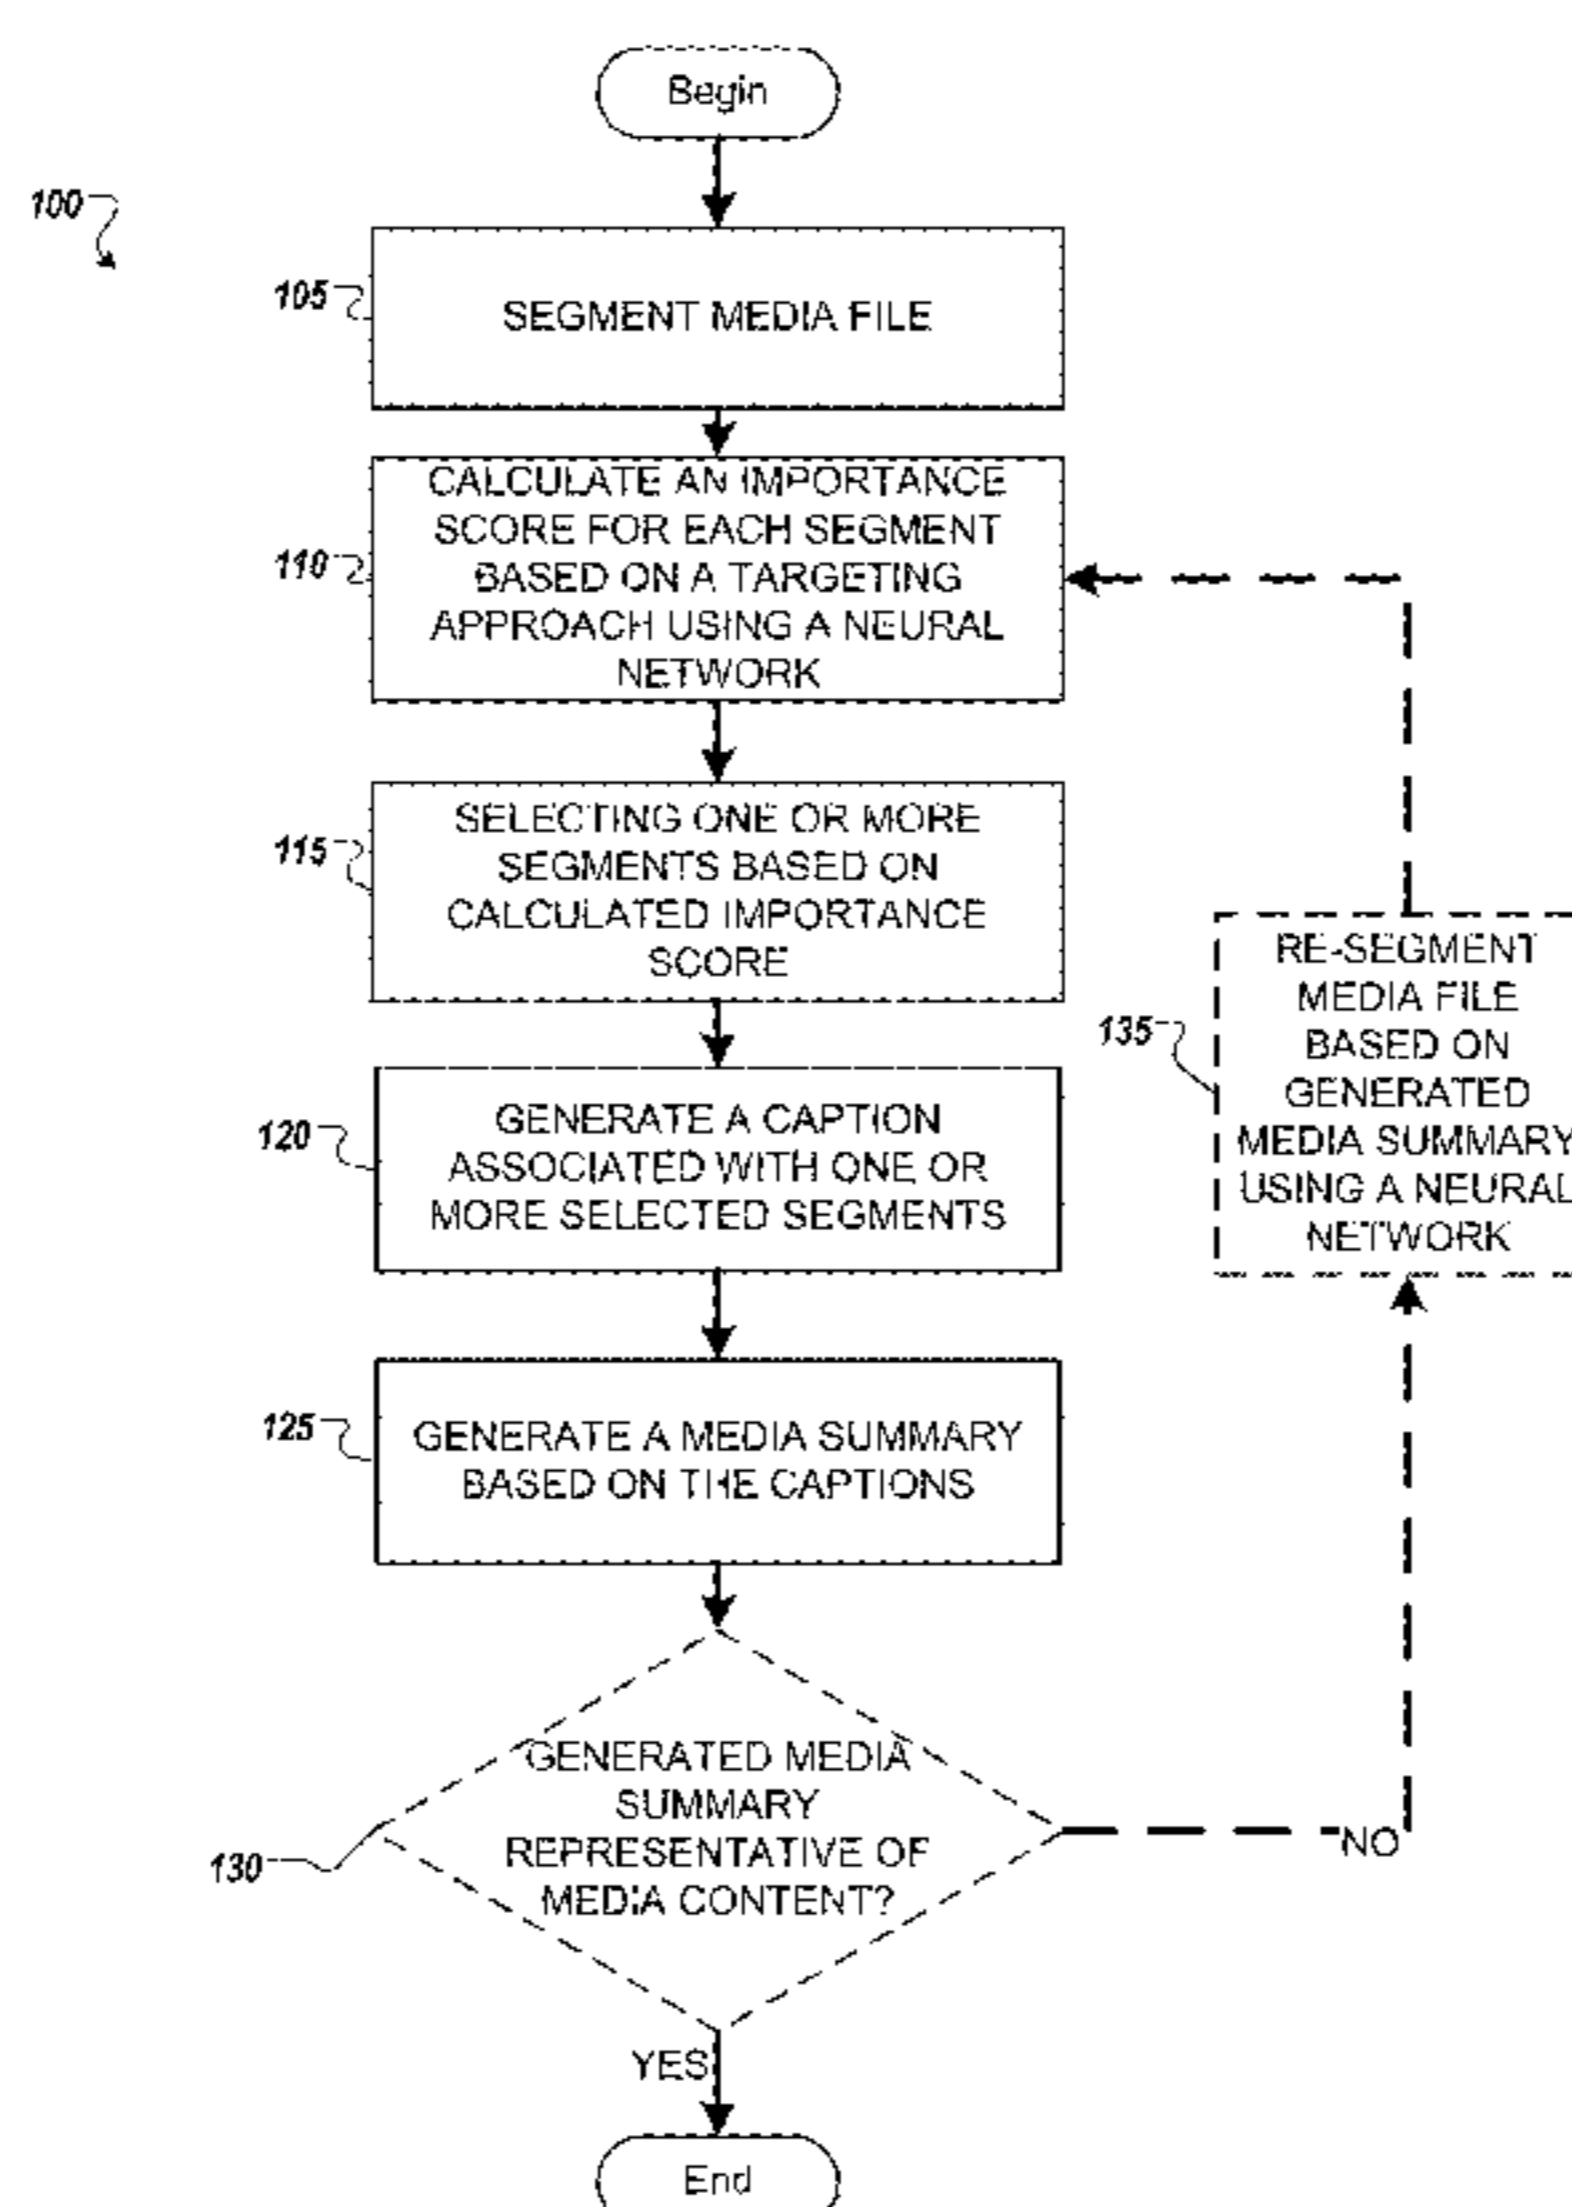 Begin
100
105
SEGMENT MEDIA FILE
110
CALCULATE AN IMPORTANCE
SCORE FOR EACH SEGMENT
BASED ON A TARGETING
APPROACH USING A NEURAL
NETWORK
115
SELECTING ONE OR MORE
SEGMENTS BASED ON
CALCULATED IMPORTANCE
SCORE
120
GENERATE A CAPTION
ASSOCIATED WITH ONE OR
MORE SELECTED SEGMENTS
125
GENERATE A MEDIA SUMMARY
BASED ON THE CAPTIONS
130
GENERATED MEDIA
SUMMARY
REPRESENTATIVE OF
MEDIA CONTENT?
NO
135
RE-SEGMENT
MEDIA FILE
BASED ON
GENERATED
MEDIA SUMMARY
USING A NEURAL
NETWORK
YES
End